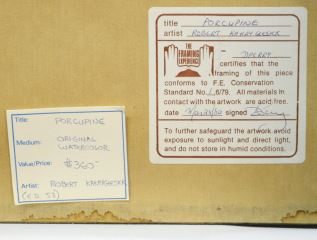 title PORCUPINE
artist ROBERT
THE
FRAMING
EXPERIENCE
certifies that the
framing of this piece
conforms to F.E. Conservation
Standard No. 1, 6/79. All materials in
contact with the artwork are acid-free.
date signed
To further safeguard the artwork avoid
exposure to sunlight and direct light,
and do not store in humid conditions.
Title: PORCUPINE
Medium: ORIGINAL
WATERCOLOR
Value/Price: $360-
Artist: ROBERT